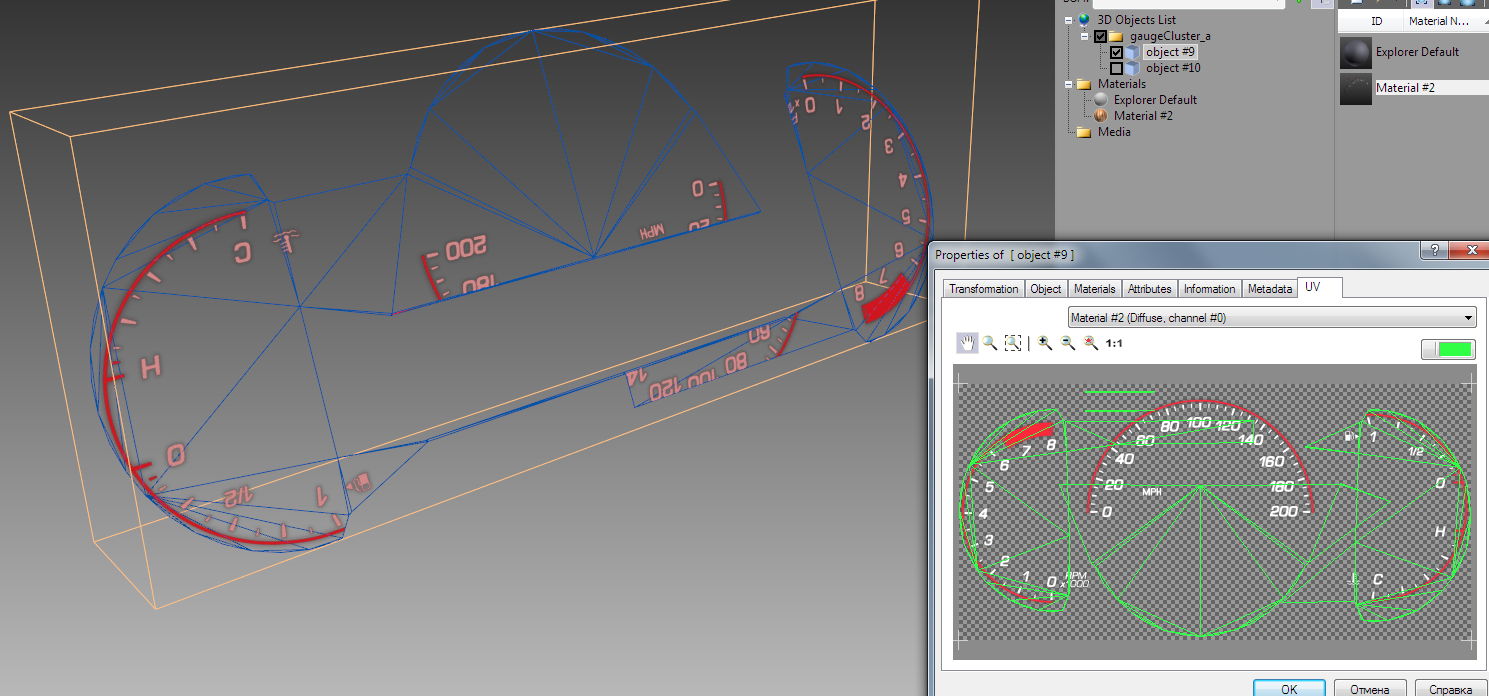 3D Objects List
gaugeCluster_a
object #9
object #10
Materials
Explorer Default
Material #2
Media
ID
Material N...
Explorer Default
Material #2
0
1
2
3
4
5
6
7
8
C
H
0
1/2
1
200
180
0
20
MPH
60
80
100
120
14
Properties of [ object #9 ]
Transformation
Object
Materials
Attributes
Information
Metadata
UV
Material #2 (Diffuse, channel #0)
1:1
8
7
6
5
4
3
2
1
0
RPM
x1000
0
20
40
60
80
100
120
140
160
180
200
MPH
1
1/2
0
H
C
OK
Отмена
Справка